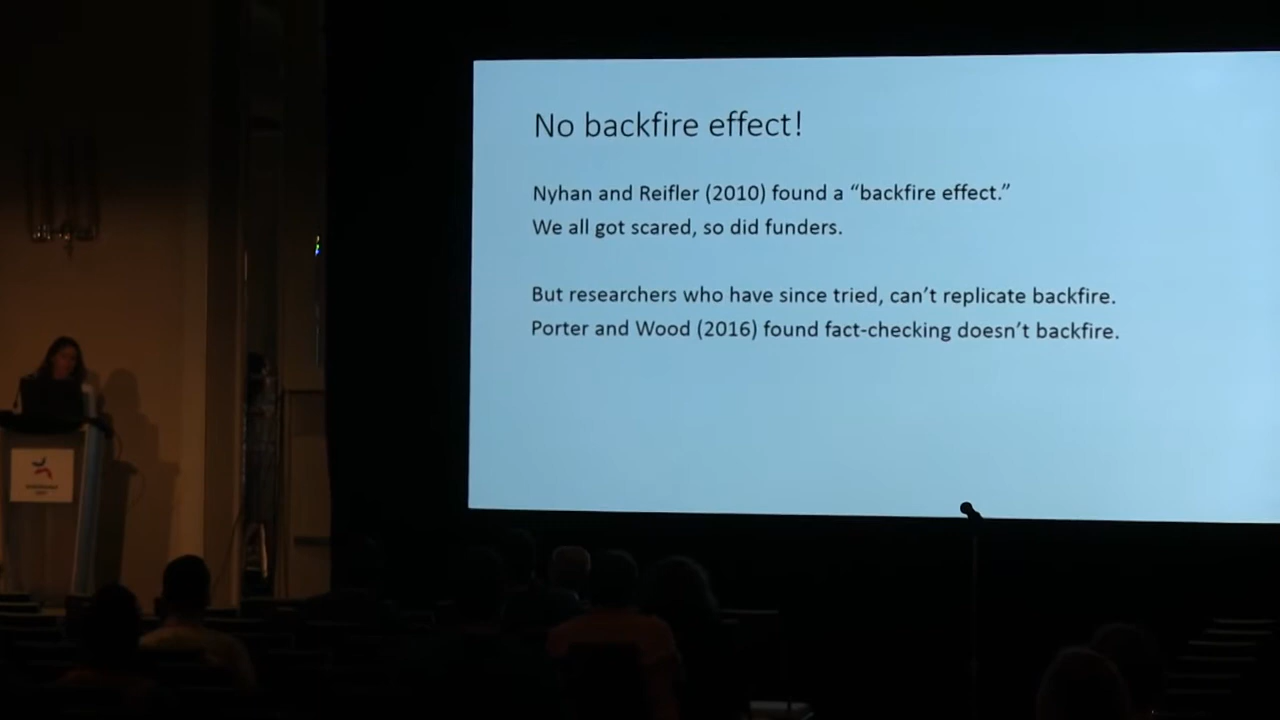 No backfire effect!
Nyhan and Reifler (2010) found a “backfire effect.”
We all got scared, so did funders.
But researchers who have since tried, can’t replicate backfire.
Porter and Wood (2016) found fact-checking doesn’t backfire.